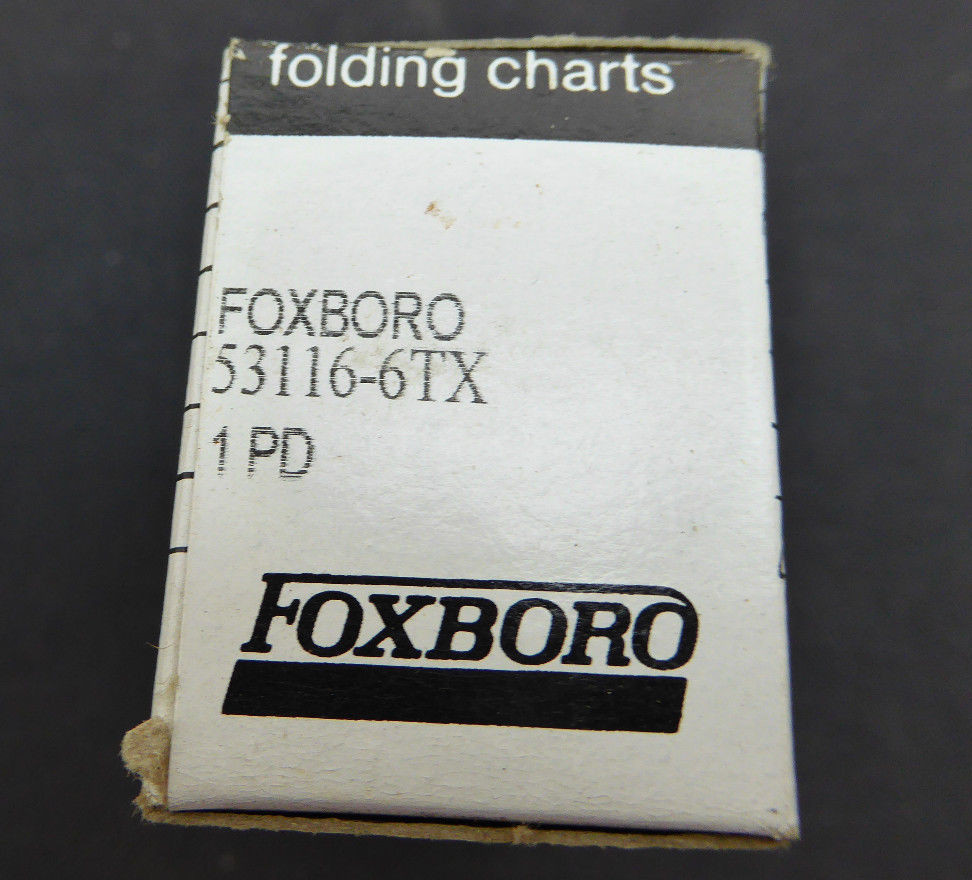 folding charts
FOXBORO
53116-6TX
1 PD
FOXBORO